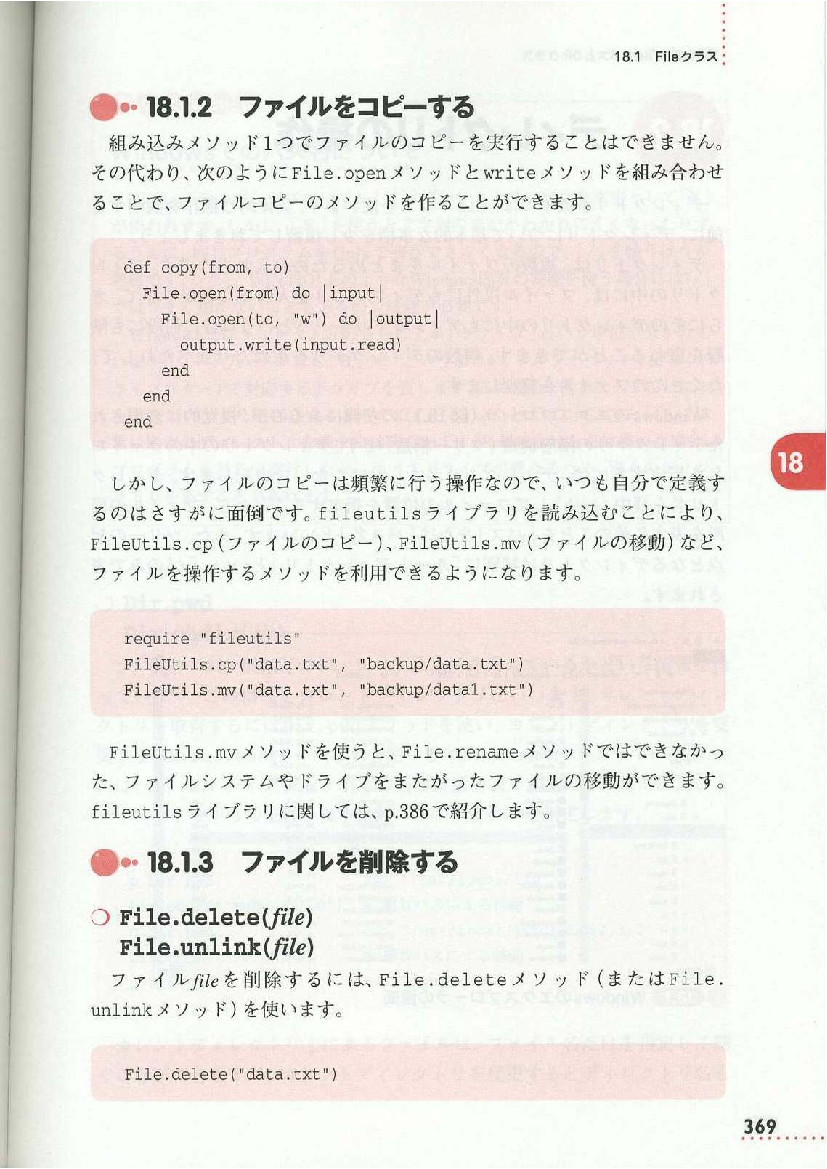 18.1 Fileクラス
18.1.2 ファイルをコピーする
組み込みメソッド1つでファイルのコピーを実行することはできません。
その代わり、次のようにFile.openメソッドとwriteメソッドを組み合わせ
ることで、ファイルコピーのメソッドを作ることができます。
def copy(from, to)
  File.open(from) do |input|
    File.open(to, "w") do |output|
      output.write(input.read)
    end
  end
end
しかし、ファイルのコピーは頻繁に行う操作なので、いつも自分で定義す
るのはさすがに面倒です。fileutilsライブラリを読み込むことにより、
FileUtils.cp(ファイルのコピー)、FileUtils.mv(ファイルの移動)など、
ファイルを操作するメソッドを利用できるようになります。
require "fileutils"
FileUtils.cp("data.txt", "backup/data.txt")
FileUtils.mv("data.txt", "backup/data1.txt")
18
FileUtils.mvメソッドを使うと、File.renameメソッドではできなかっ
た、ファイルシステムやドライブをまたがったファイルの移動ができます。
fileutilsライブラリに関しては、p.386で紹介します。
18.1.3 ファイルを削除する
File.delete(file)
File.unlink(file)
ファイルfileを削除するには、File.deleteメソッド(またはFile.
unlinkメソッド)を使います。
File.delete("data.txt")
369